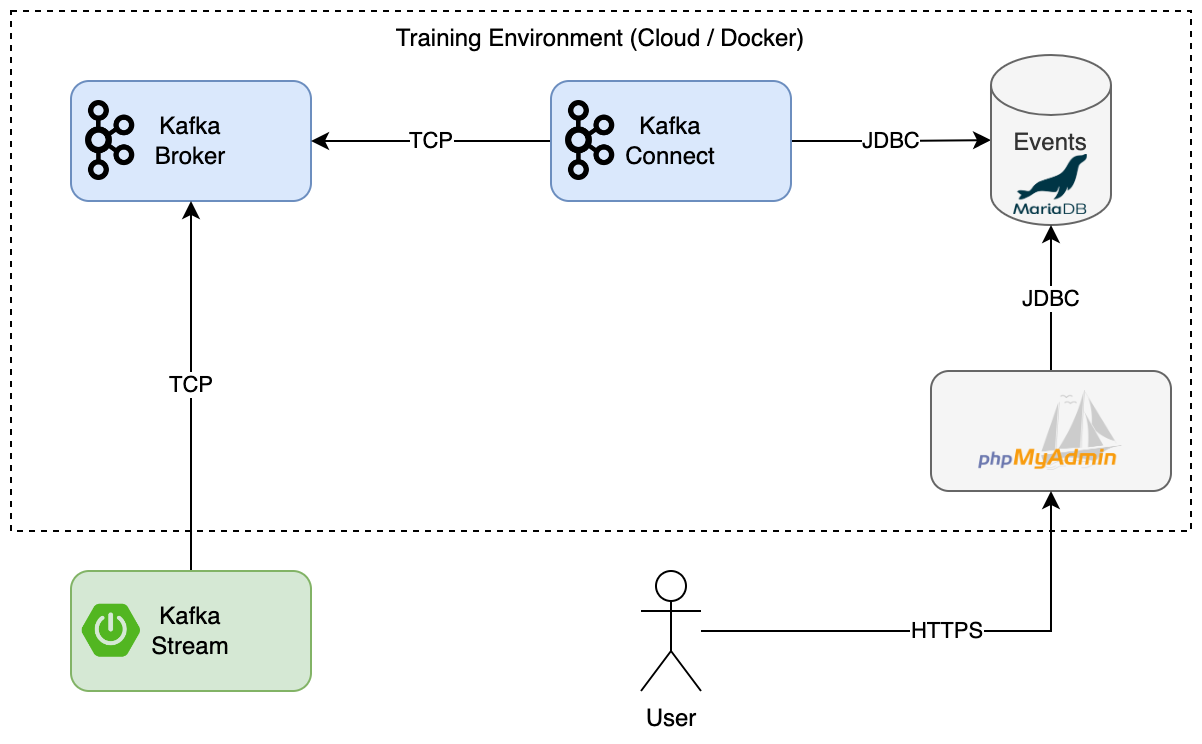 Training Environment (Cloud / Docker)
Kafka
Broker
TCP
Kafka
Connect
JDBC
Events
MariaDB
JDBC
TCP
phpMyAdmin
Kafka
Stream
HTTPS
User